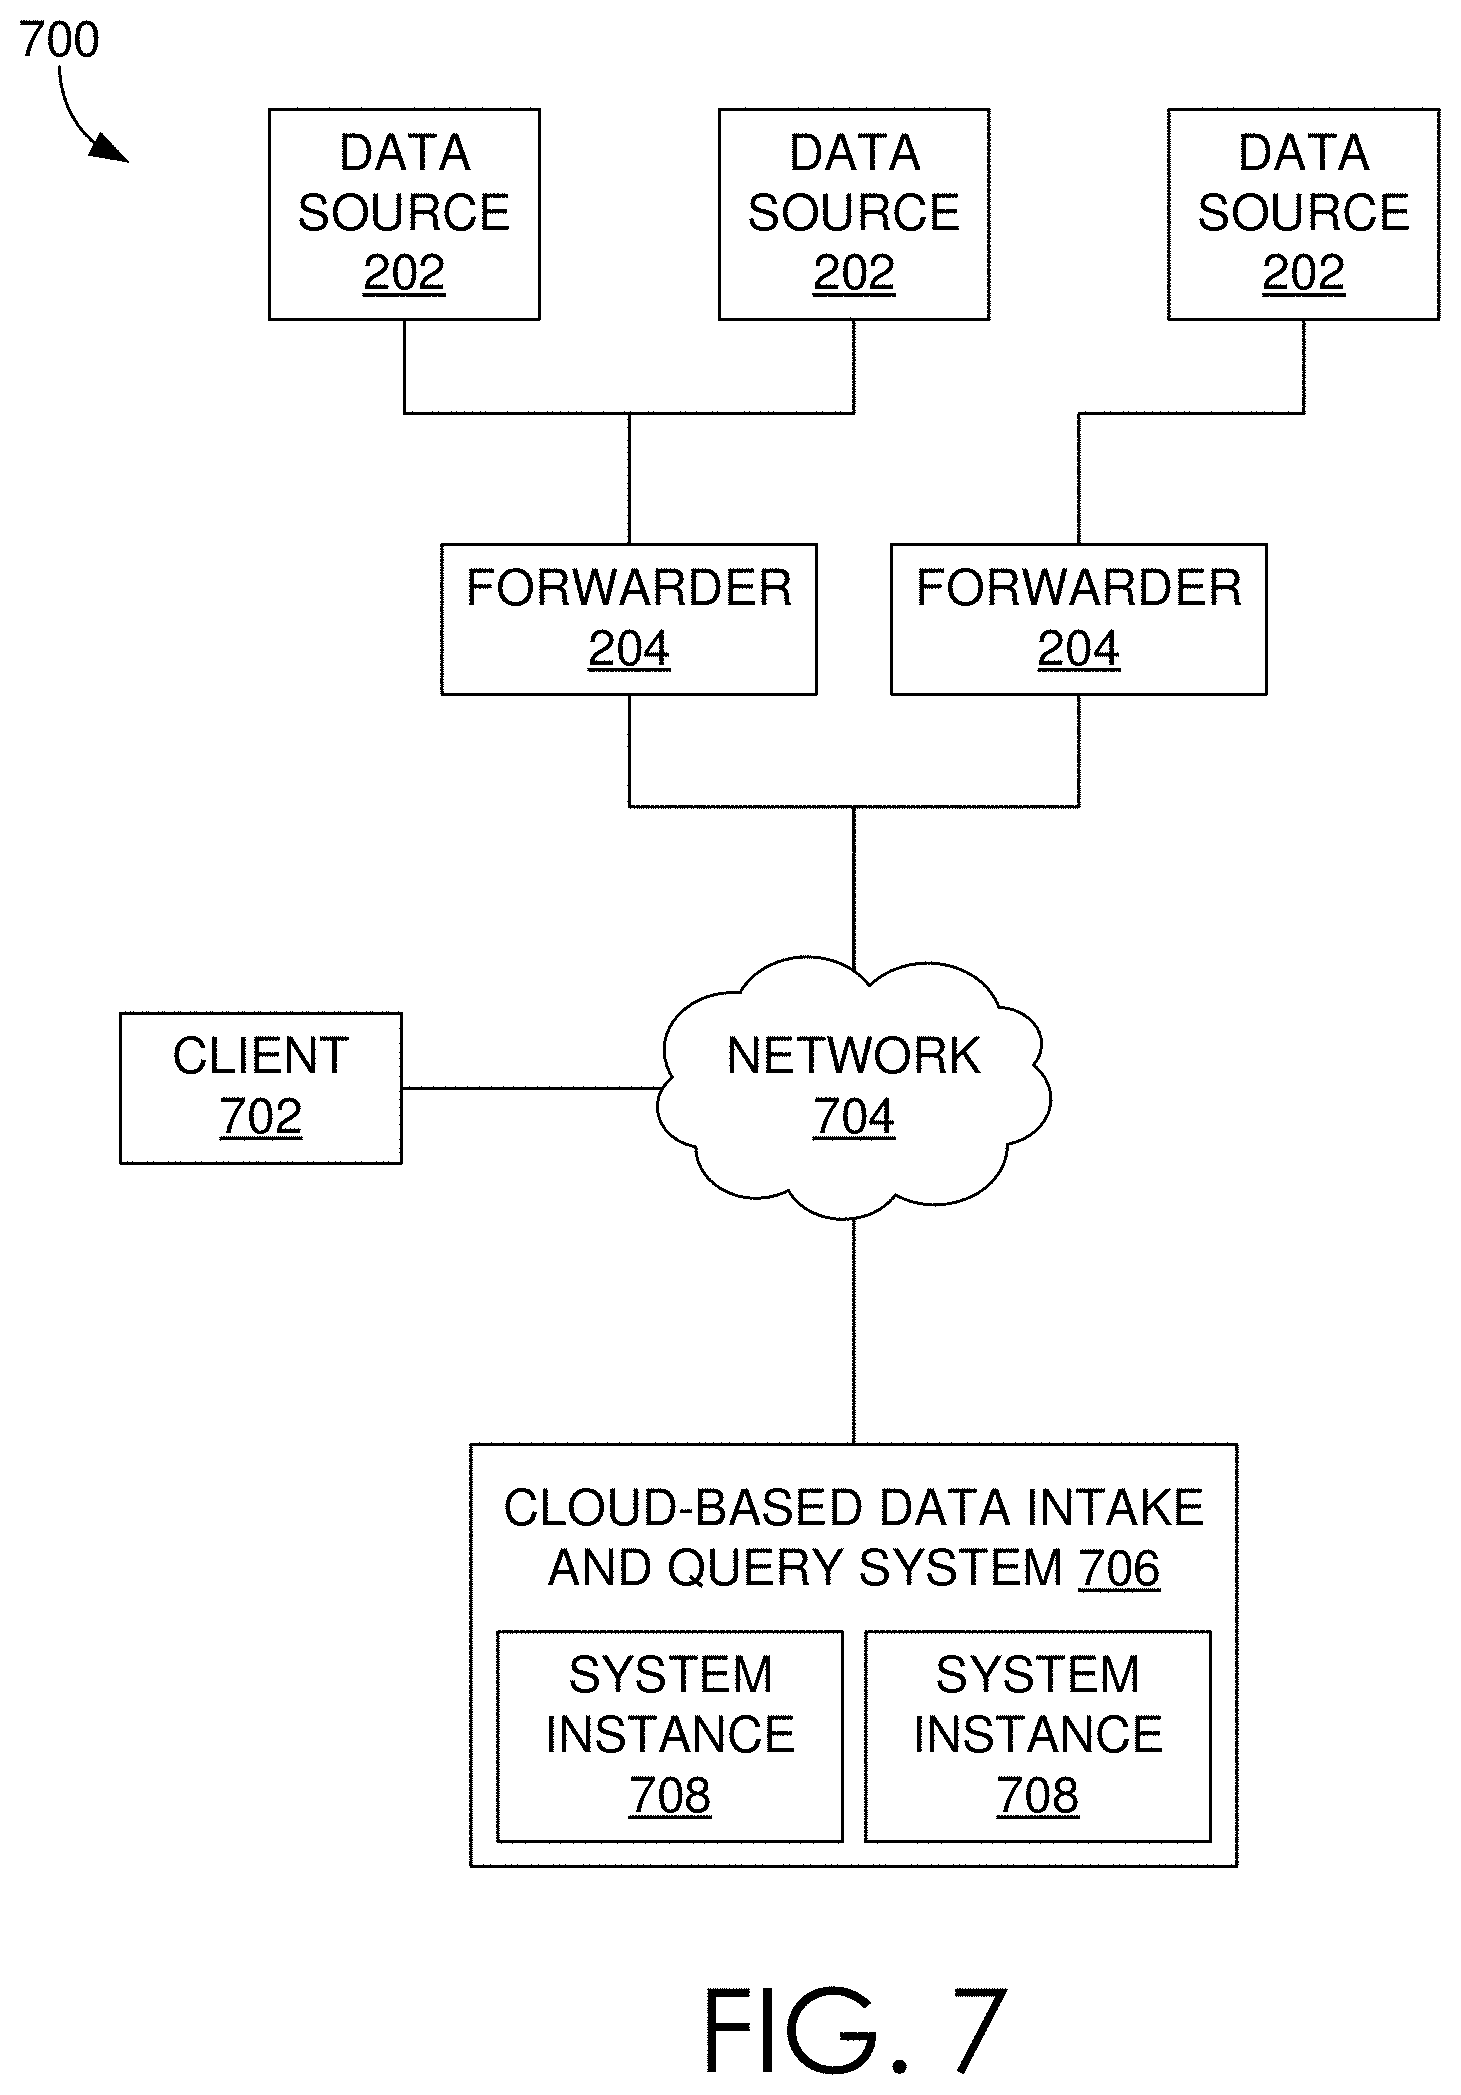 700
DATA
SOURCE
202
DATA
SOURCE
202
DATA
SOURCE
202
FORWARDER
204
FORWARDER
204
CLIENT
702
NETWORK
704
CLOUD-BASED DATA INTAKE
AND QUERY SYSTEM 706
SYSTEM
INSTANCE
708
SYSTEM
INSTANCE
708
FIG. 7